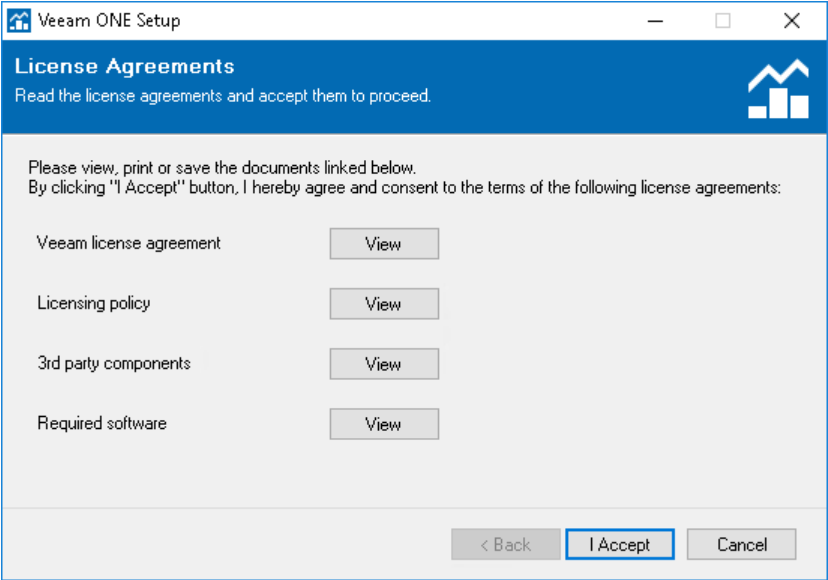 Veeam ONE Setup
License Agreements
Read the license agreements and accept them to proceed.
Please view, print or save the documents linked below.
By clicking "I Accept" button, I hereby agree and consent to the terms of the following license agreements:
Veeam license agreement View
Licensing policy View
3rd party components View
Required software View
< Back I Accept Cancel